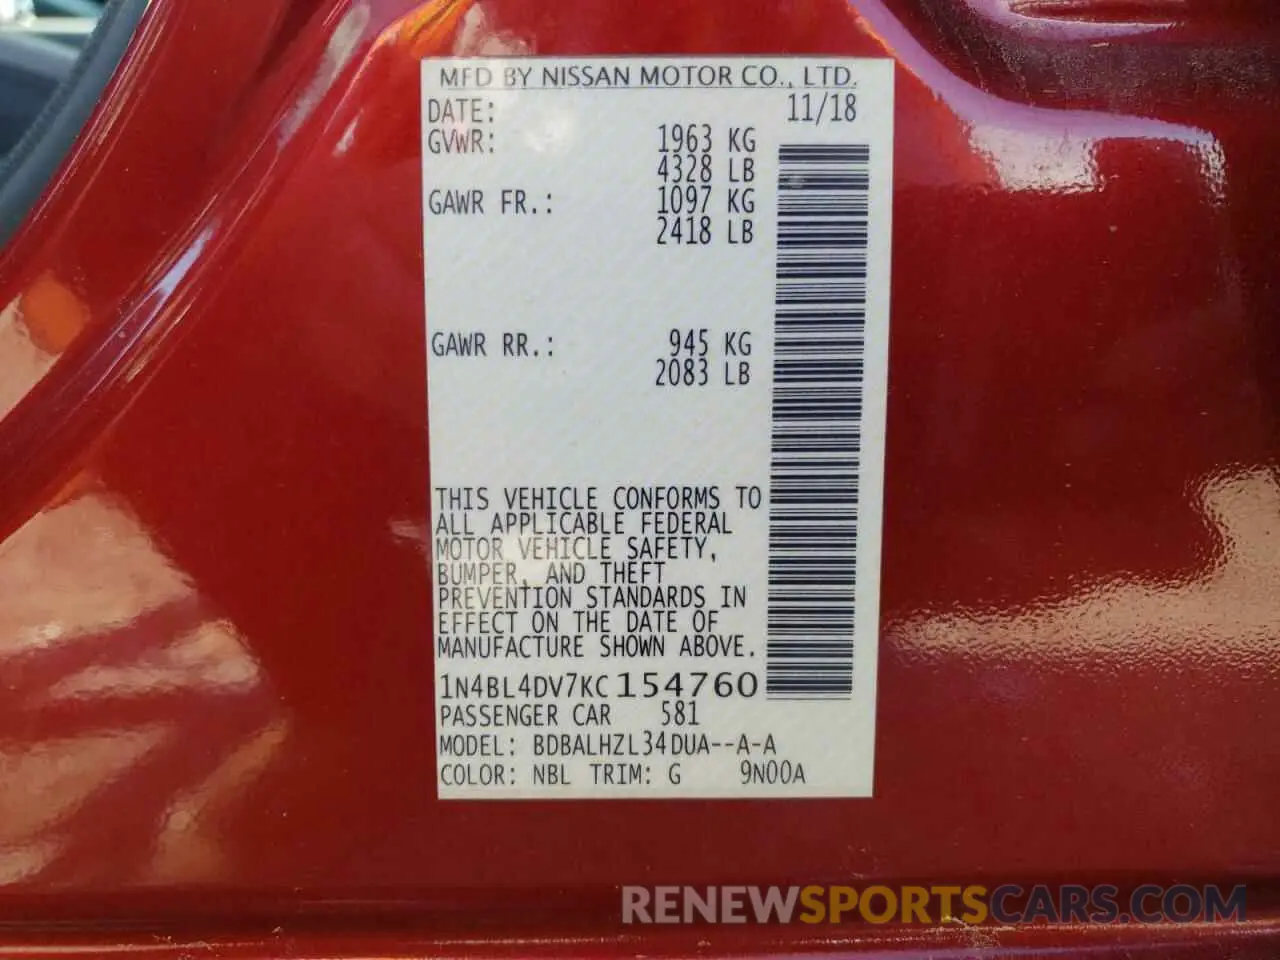 MFD BY NISSAN MOTOR CO., LTD.
DATE: 11/18
GVWR: 1963 KG
4328 LB
GAWR FR.: 1097 KG
2418 LB
GAWR RR.: 945 KG
2083 LB
THIS VEHICLE CONFORMS TO
ALL APPLICABLE FEDERAL
MOTOR VEHICLE SAFETY,
BUMPER, AND THEFT
PREVENTION STANDARDS IN
EFFECT ON THE DATE OF
MANUFACTURE SHOWN ABOVE.
1N4BL4DV7KC154760
PASSENGER CAR 581
MODEL: BDBALHZL34DUA--A-A
COLOR: NBL TRIM: G 9N00A
RENEWSPORTSCARS.COM